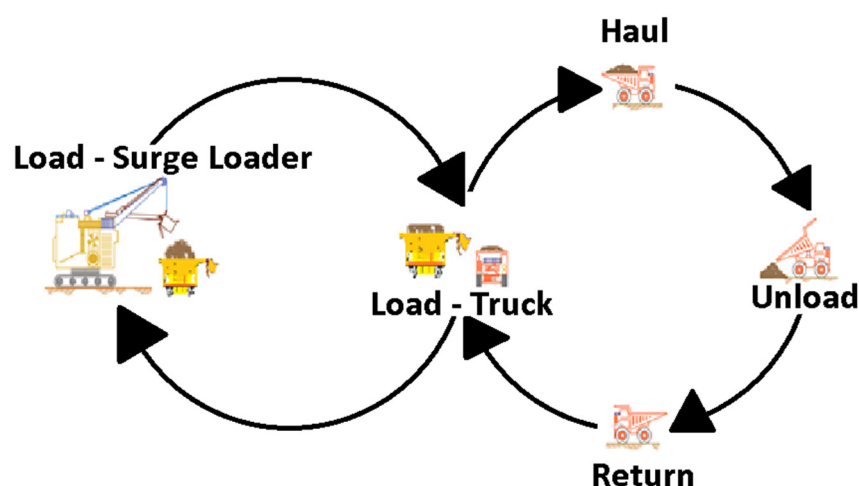 Haul
Load - Surge Loader
Load - Truck
Unload
Return